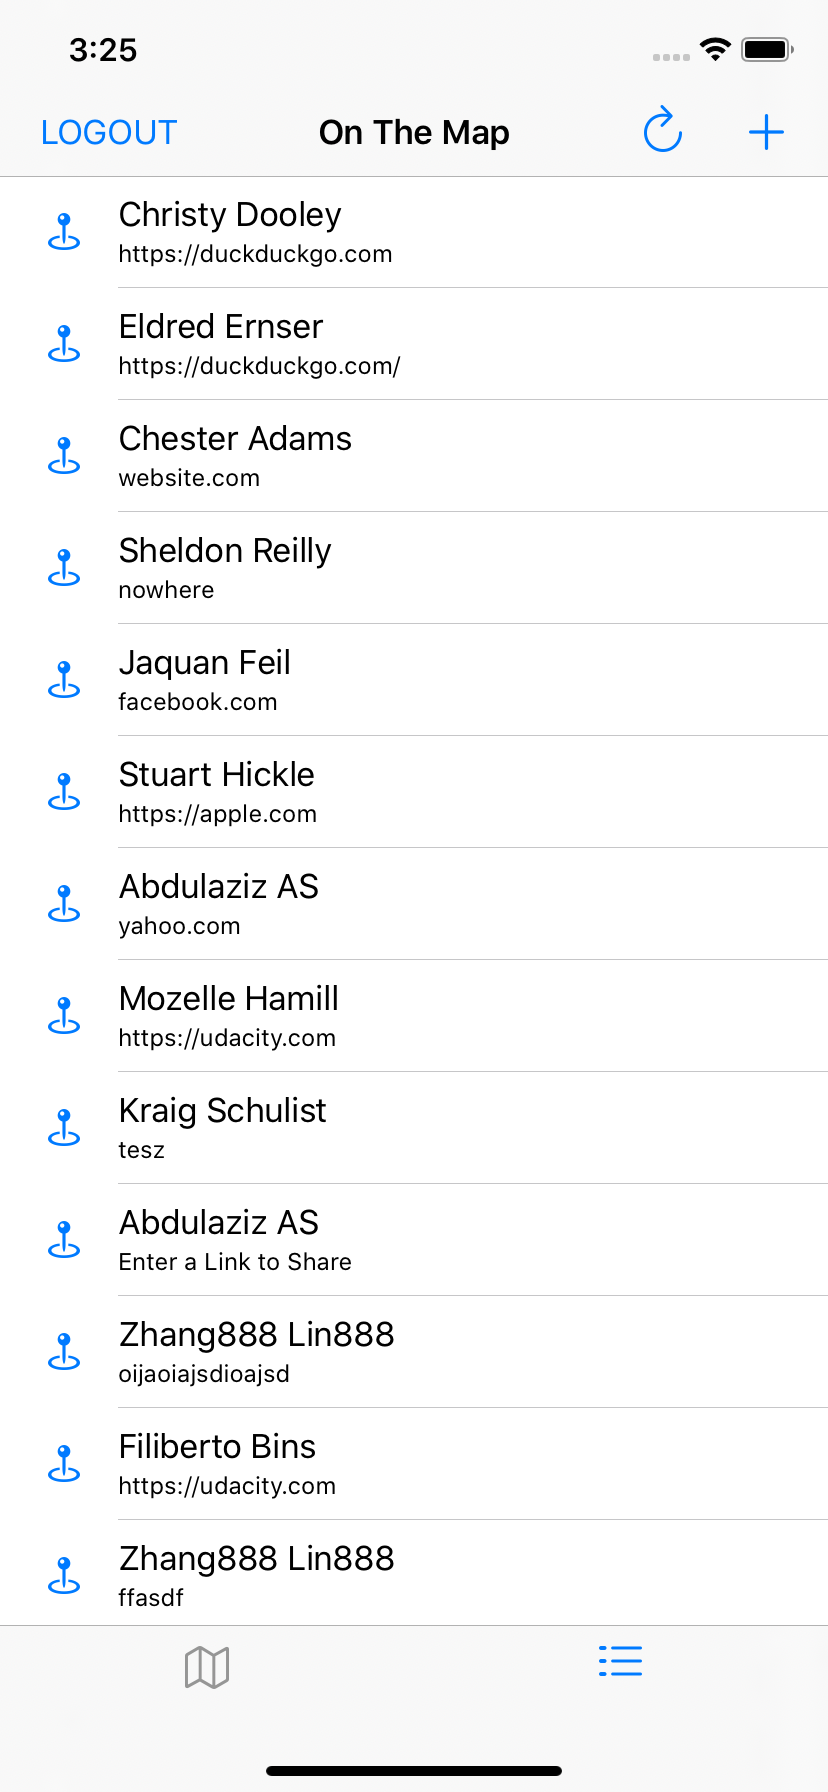 3:25
LOGOUT On The Map
Christy Dooley
https://duckduckgo.com
Eldred Ernser
https://duckduckgo.com/
Chester Adams
website.com
Sheldon Reilly
nowhere
Jaquan Feil
facebook.com
Stuart Hickle
https://apple.com
Abdulaziz AS
yahoo.com
Mozelle Hamill
https://udacity.com
Kraig Schulist
tesz
Abdulaziz AS
Enter a Link to Share
Zhang888 Lin888
oijaoiajsdioajsd
Filiberto Bins
https://udacity.com
Zhang888 Lin888
ffasdf